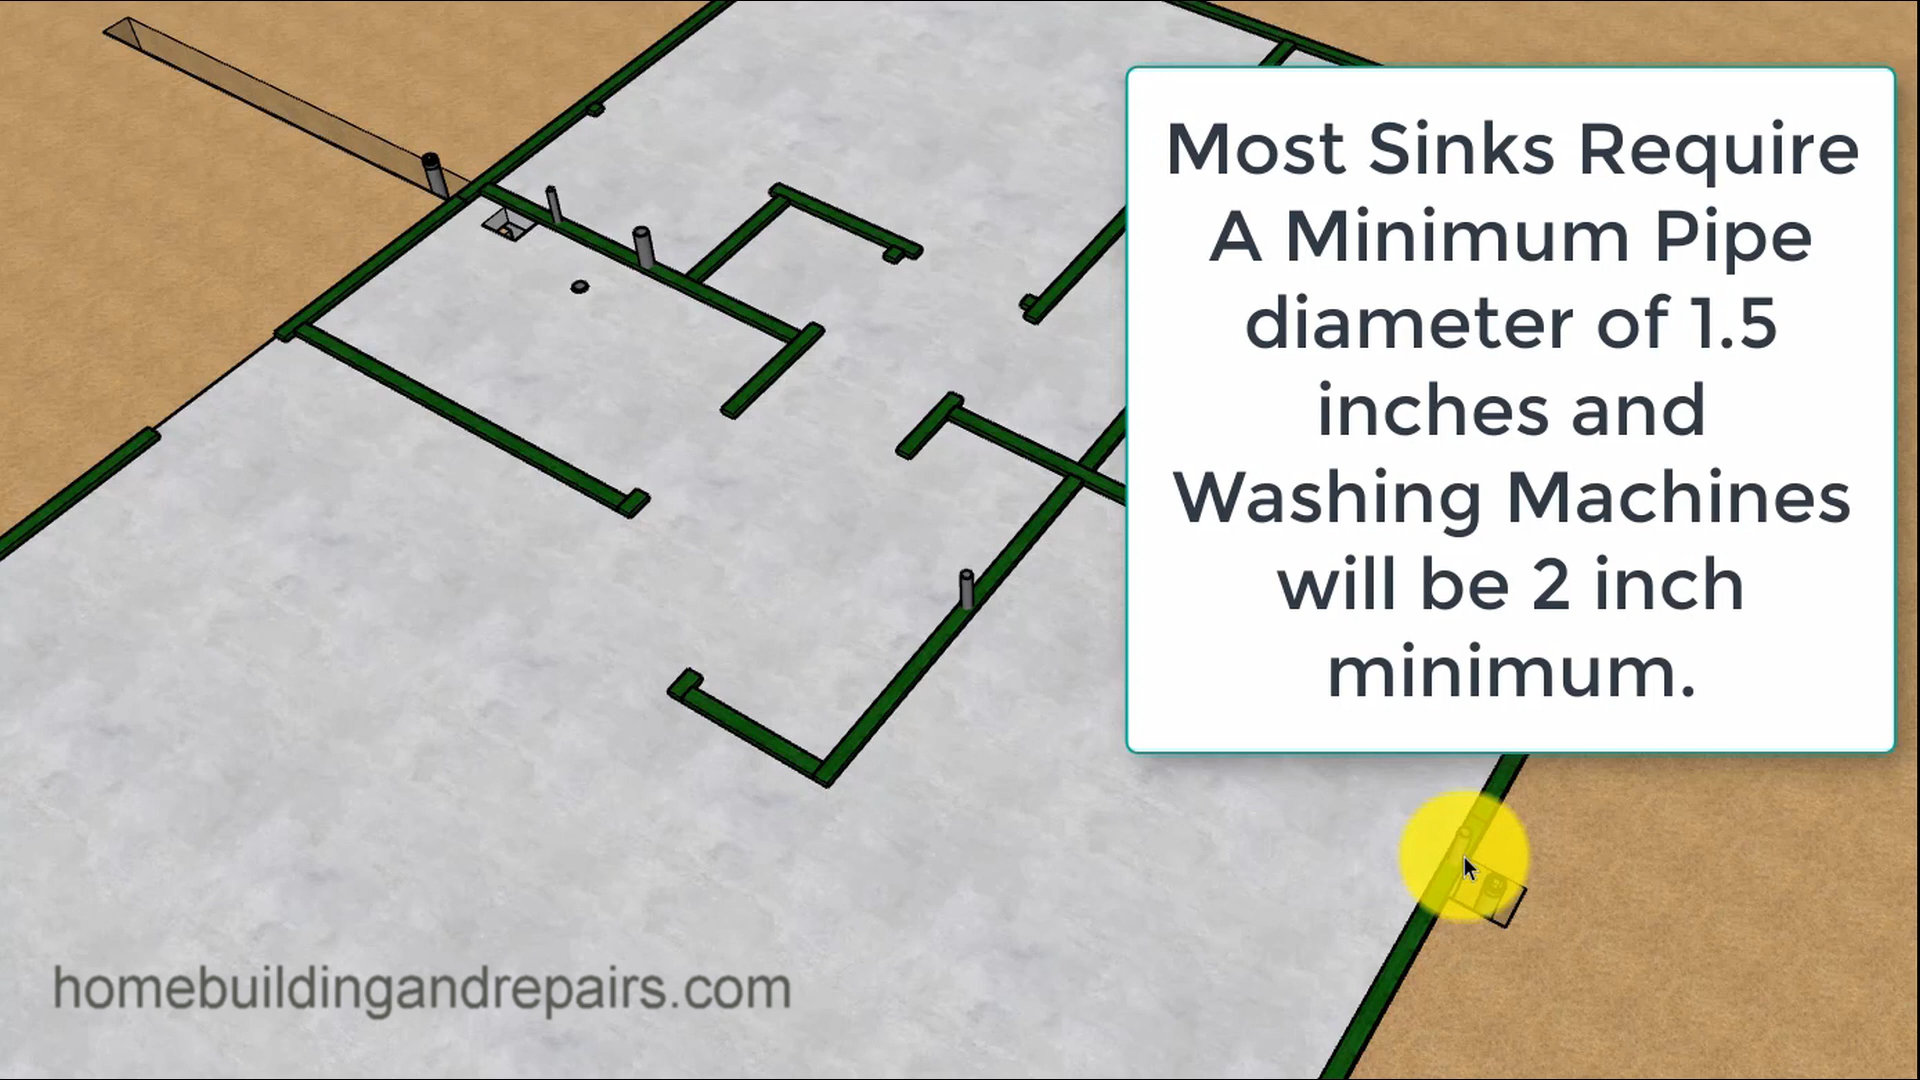 Most Sinks Require
A Minimum Pipe
diameter of 1.5
inches and
Washing Machines
will be 2 inch
minimum.
homebuildingandrepairs.com